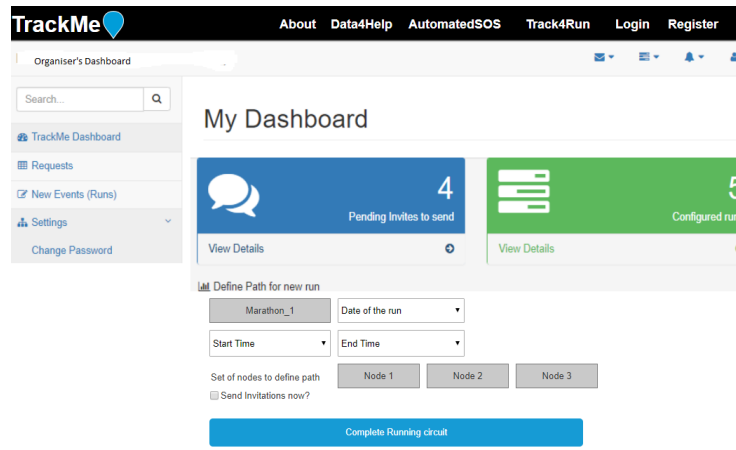 TrackMe About Data4Help AutomatedSOS Track4Run Login Register
Organiser's Dashboard
Search...
My Dashboard
TrackMe Dashboard
Requests
New Events (Runs)
Settings
Change Password
4
Pending Invites to send
View Details
5
Configured run
View Details
Define Path for new run
Marathon_1 Date of the run
Start Time End Time
Set of nodes to define path Node 1 Node 2 Node 3
Send Invitations now?
Complete Running circuit